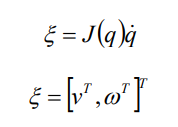 ξ = J(q)q̇
ξ = [v^T, ω^T]^T